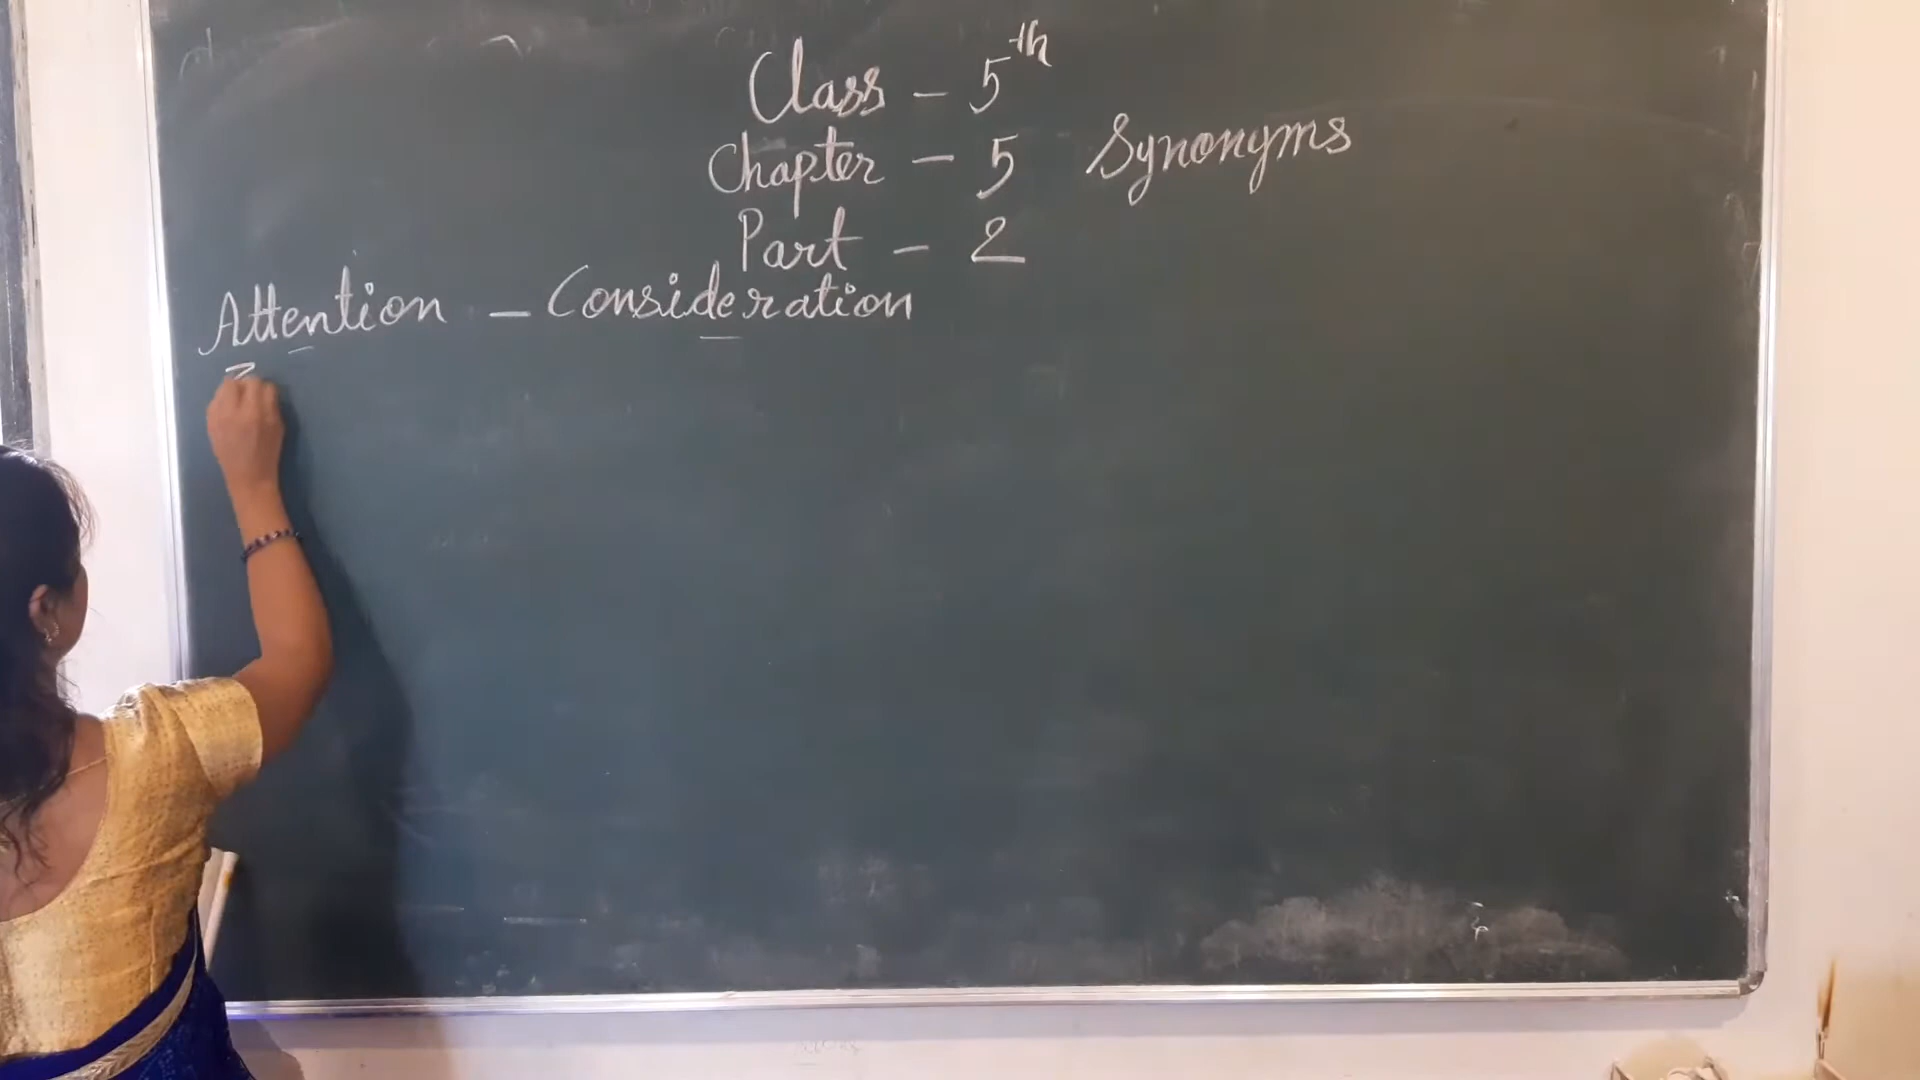 Class - 5th
Chapter - 5 Synonyms
Part - 2
Attention - Consideration